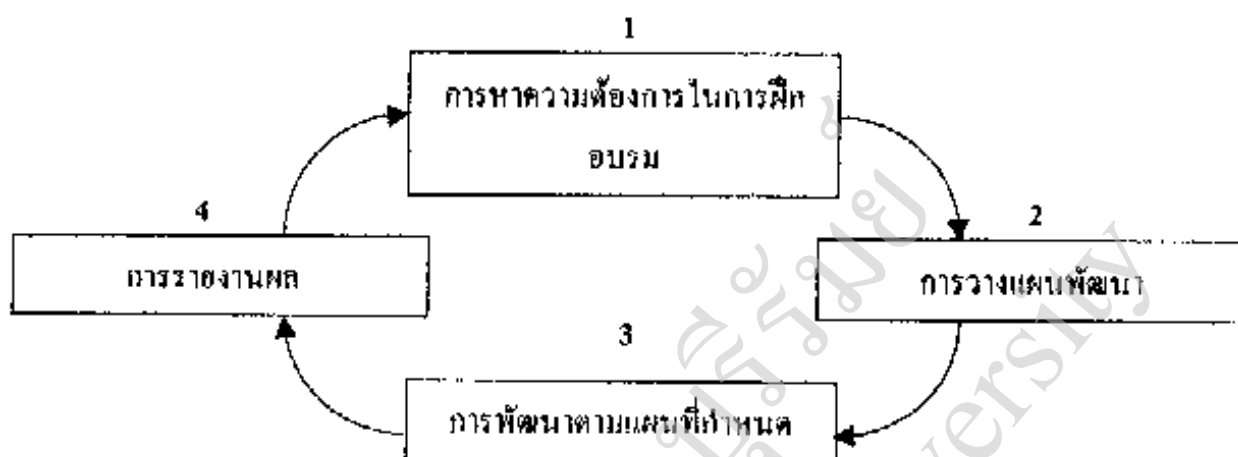 1
การหาความต้องการในการฝึก
อบรม
2
การวางแผนพัฒนา
3
การพัฒนาตามแผนที่กำหนด
4
การรายงานผล
versity